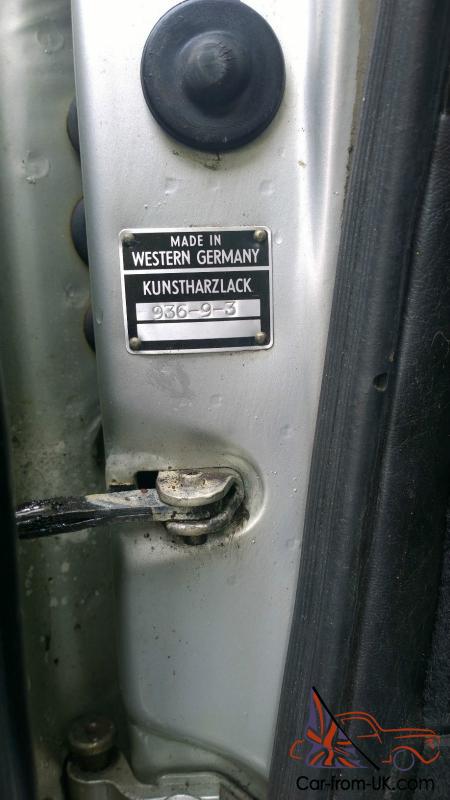 MADE IN
WESTERN GERMANY
KUNSTHARZLACK
936-9-3
Car-from-UK.com